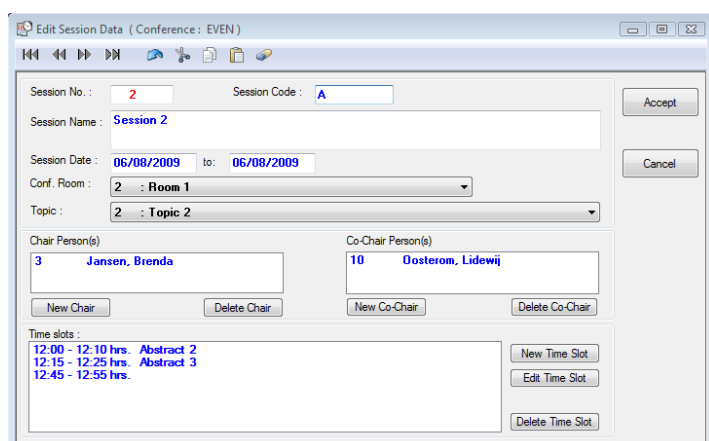 Edit Session Data ( Conference : EVEN )
Session No. : 2 Session Code : A
Accept
Session Name : Session 2
Session Date : 06/08/2009 to: 06/08/2009
Cancel
Conf. Room : 2 : Room 1
Topic : 2 : Topic 2
Chair Person(s) Co-Chair Person(s)
3 Jansen, Brenda 10 Oosterom, Lidewij
New Chair Delete Chair New Co-Chair Delete Co-Chair
Time slots :
12:00 - 12:10 hrs. Abstract 2
12:15 - 12:25 hrs. Abstract 3
12:45 - 12:55 hrs.
New Time Slot
Edit Time Slot
Delete Time Slot